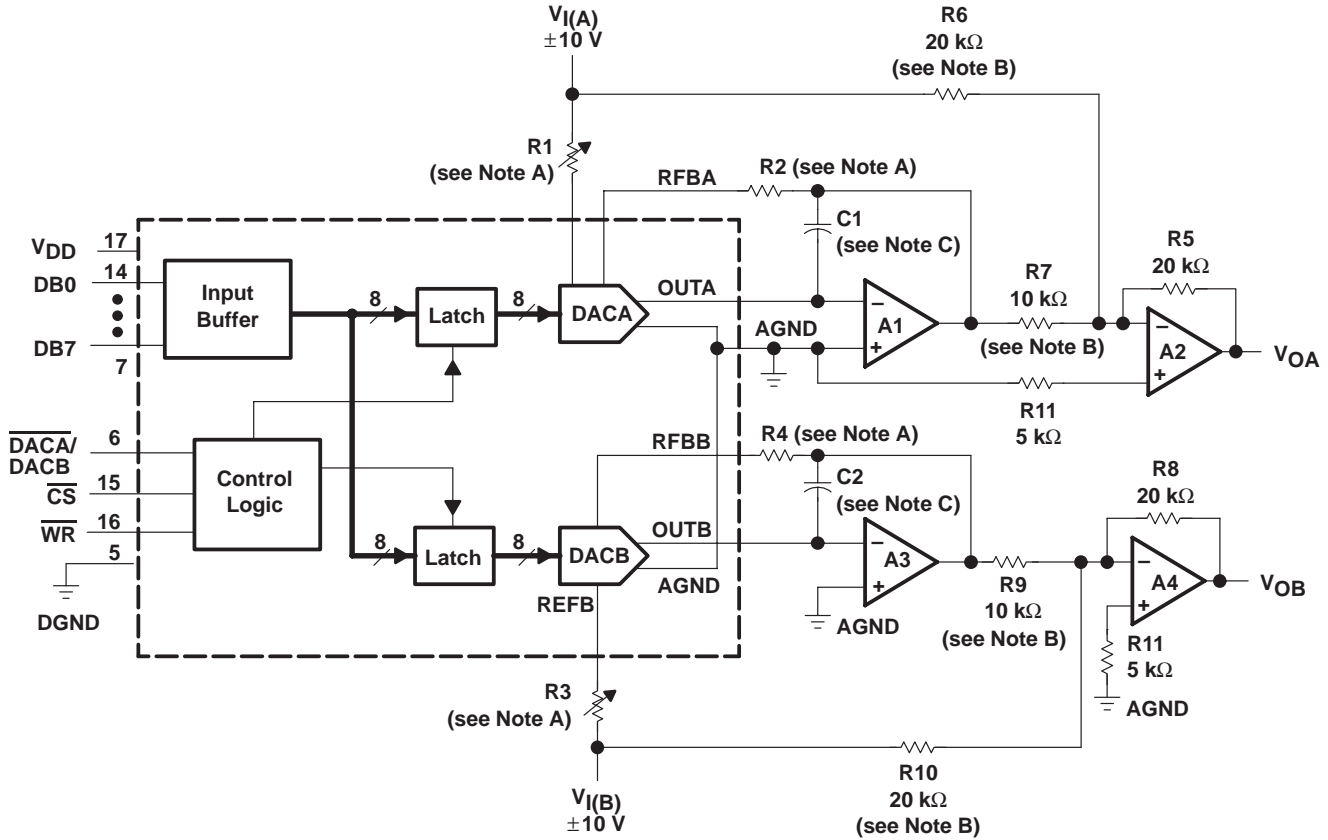 V_I(A)
±10 V
R6
20 kΩ
(see Note B)
R1
(see Note A)
RFBA
R2 (see Note A)
C1
(see Note C)
R5
20 kΩ
V_DD
17
DB0
14
DB7
7
Input
Buffer
8
Latch
8
DACA
OUTA
AGND
−
+
A1
R7
10 kΩ
(see Note B)
−
+
A2
V_OA
R11
5 kΩ
DACA/
DACB
6
CS
15
WR
16
5
DGND
Control
Logic
RFBB
R4 (see Note A)
C2
(see Note C)
R8
20 kΩ
8
Latch
8
DACB
OUTB
AGND
REFB
−
+
A3
AGND
R9
10 kΩ
(see Note B)
−
+
A4
V_OB
R11
5 kΩ
AGND
R3
(see Note A)
R10
20 kΩ
(see Note B)
V_I(B)
±10 V